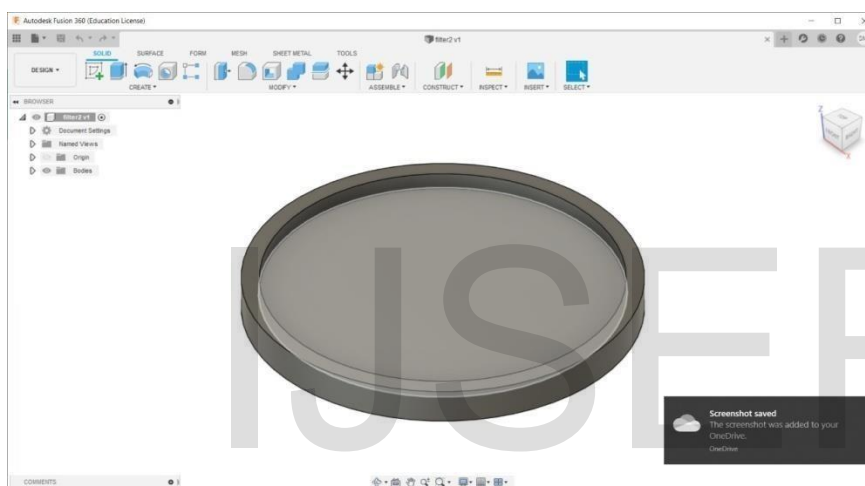 Autodesk Fusion 360 (Education License)
filter2 v1
SOLID SURFACE FORM MESH SHEET METAL TOOLS
DESIGN
CREATE MODIFY ASSEMBLE CONSTRUCT INSPECT INSERT SELECT
BROWSER
filter2 v1
Document Settings
Named Views
Origin
Bodies
Z
TOP
X
IJSER
Screenshot saved
The screenshot was added to your
OneDrive.
OneDrive
COMMENTS